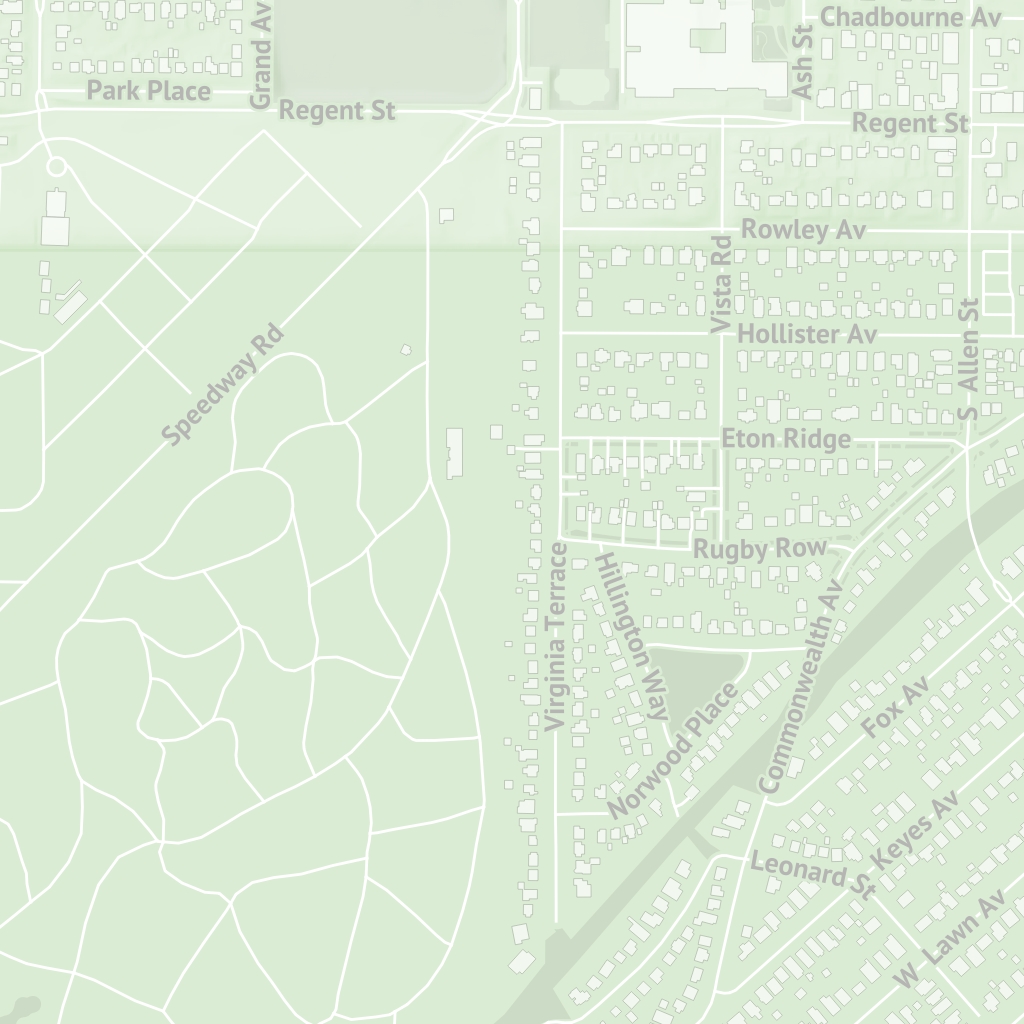 Chadbourne Av
Grand Av
Ash St
Park Place
Regent St
Regent St
Rowley Av
Vista Rd
Hollister Av
S Allen St
Speedway Rd
Eton Ridge
Rugby Row
Virginia Terrace
Hillington Way
Commonwealth Av
Fox Av
Norwood Place
Keyes Av
Leonard St
W Lawn Av